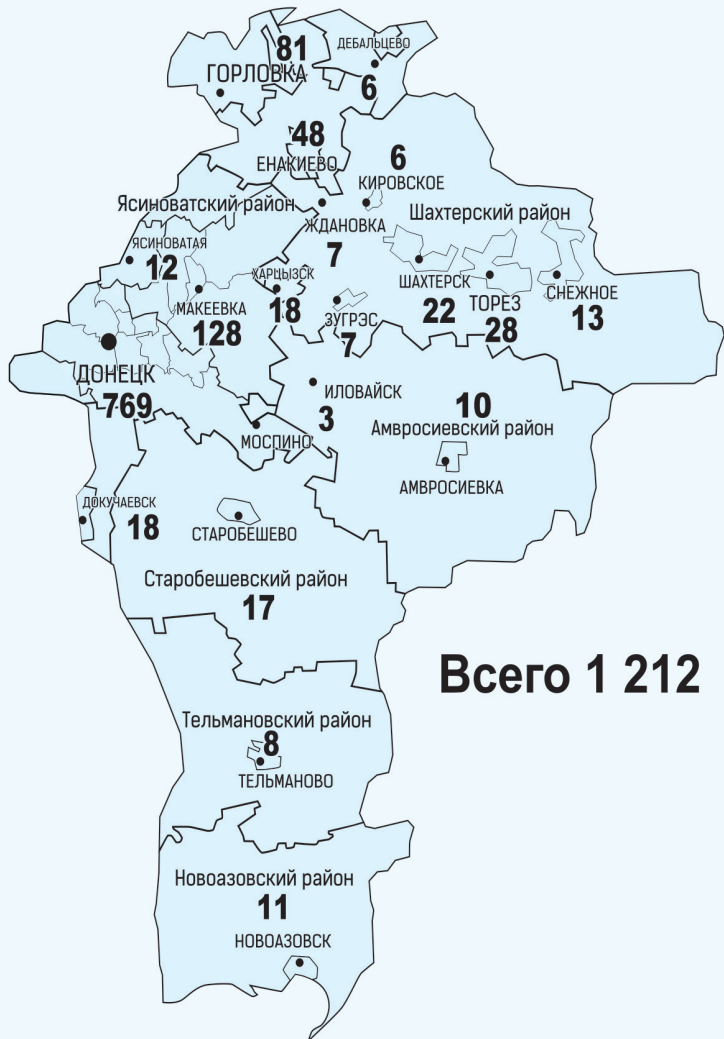 81
ГОРЛОВКА
ДЕБАЛЬЦЕВО
6
48
ЕНАКИЕВО
6
КИРОВСКОЕ
Ясиноватский район
ЖДАНОВКА
7
Шахтерский район
ЯСИНОВАТАЯ
12
МАКЕЕВКА
128
ХАРЦЫЗСК
18
ЗУГРЭС
7
ШАХТЕРСК
22
ТОРЕЗ
28
СНЕЖНОЕ
13
ДОНЕЦК
769
ИЛОВАЙСК
3
МОСПИНО
10
Амвросиевский район
АМВРОСИЕВКА
ДОКУЧАЕВСК
18
СТАРОБЕШЕВО
Старобешевский район
17
Всего 1 212
Тельмановский район
8
ТЕЛЬМАНОВО
Новоазовский район
11
НОВОАЗОВСК